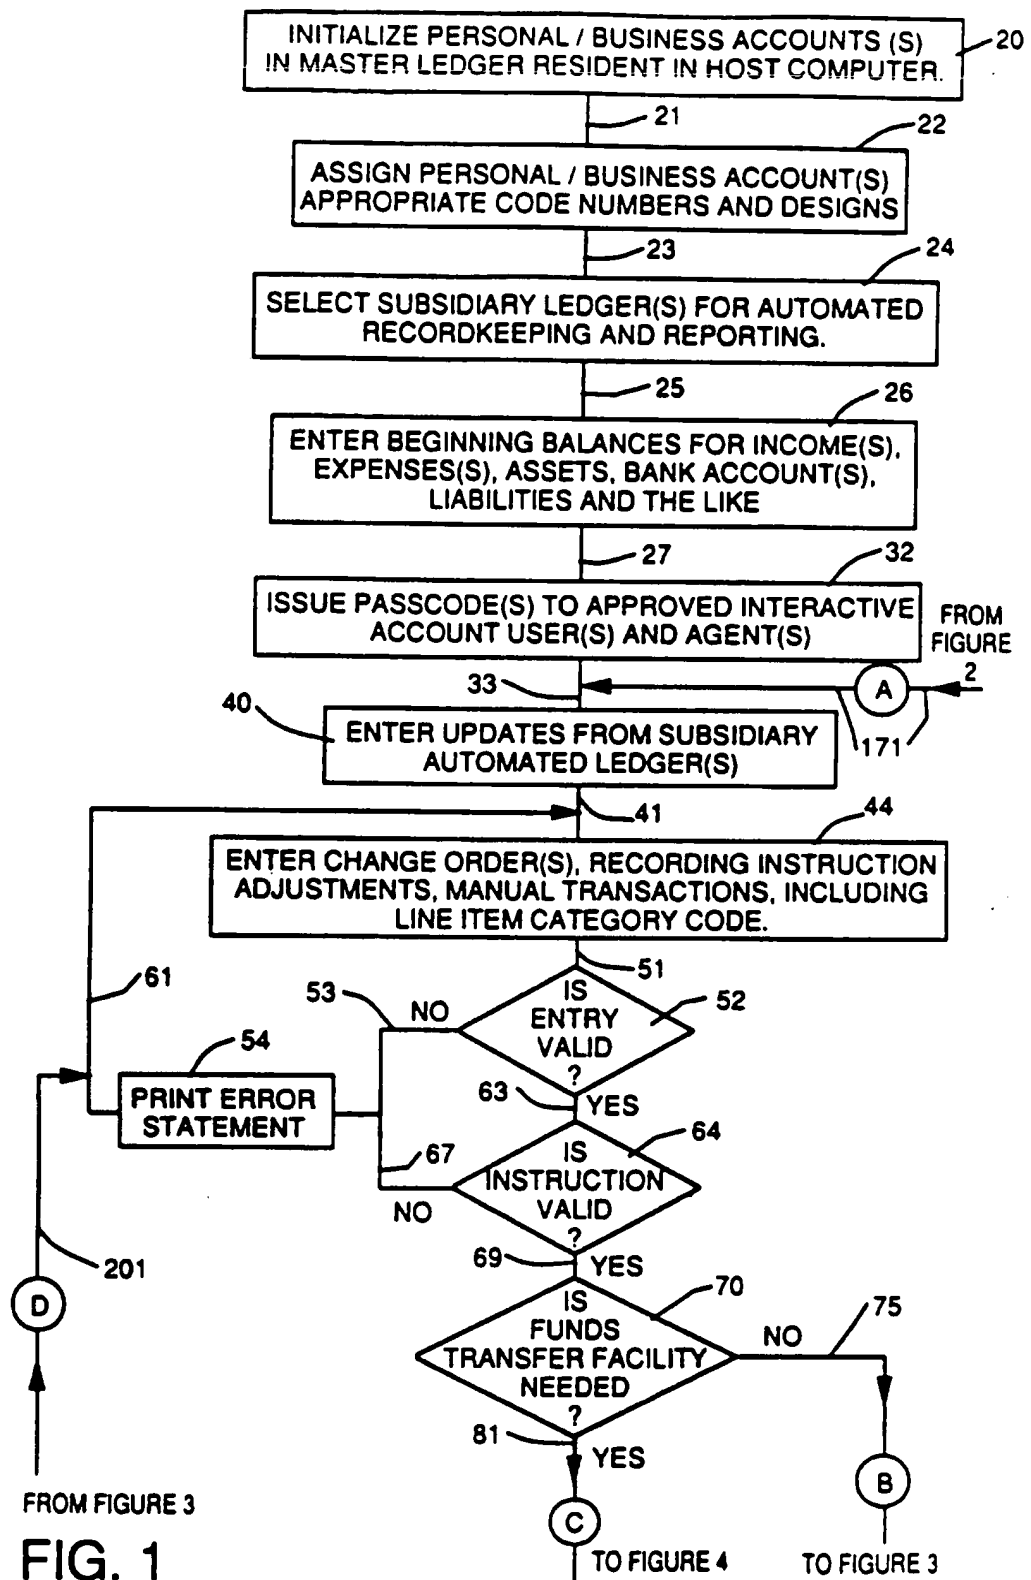 INITIALIZE PERSONAL / BUSINESS ACCOUNTS (S)
IN MASTER LEDGER RESIDENT IN HOST COMPUTER.
20
21
22
ASSIGN PERSONAL / BUSINESS ACCOUNT(S)
APPROPRIATE CODE NUMBERS AND DESIGNS
23
24
SELECT SUBSIDIARY LEDGER(S) FOR AUTOMATED
RECORDKEEPING AND REPORTING.
25
26
ENTER BEGINNING BALANCES FOR INCOME(S),
EXPENSES(S), ASSETS, BANK ACCOUNT(S),
LIABILITIES AND THE LIKE
27
32
ISSUE PASSCODE(S) TO APPROVED INTERACTIVE
ACCOUNT USER(S) AND AGENT(S)
FROM
FIGURE
2
A
33
171
40
ENTER UPDATES FROM SUBSIDIARY
AUTOMATED LEDGER(S)
41
44
ENTER CHANGE ORDER(S), RECORDING INSTRUCTION
ADJUSTMENTS, MANUAL TRANSACTIONS, INCLUDING
LINE ITEM CATEGORY CODE.
51
61
53
NO
IS
ENTRY
VALID
?
52
54
PRINT ERROR
STATEMENT
63
YES
67
NO
IS
INSTRUCTION
VALID
?
64
69
YES
201
D
IS
FUNDS
TRANSFER FACILITY
NEEDED
?
70
NO
75
81
YES
B
C
FROM FIGURE 3
TO FIGURE 4
TO FIGURE 3
FIG. 1